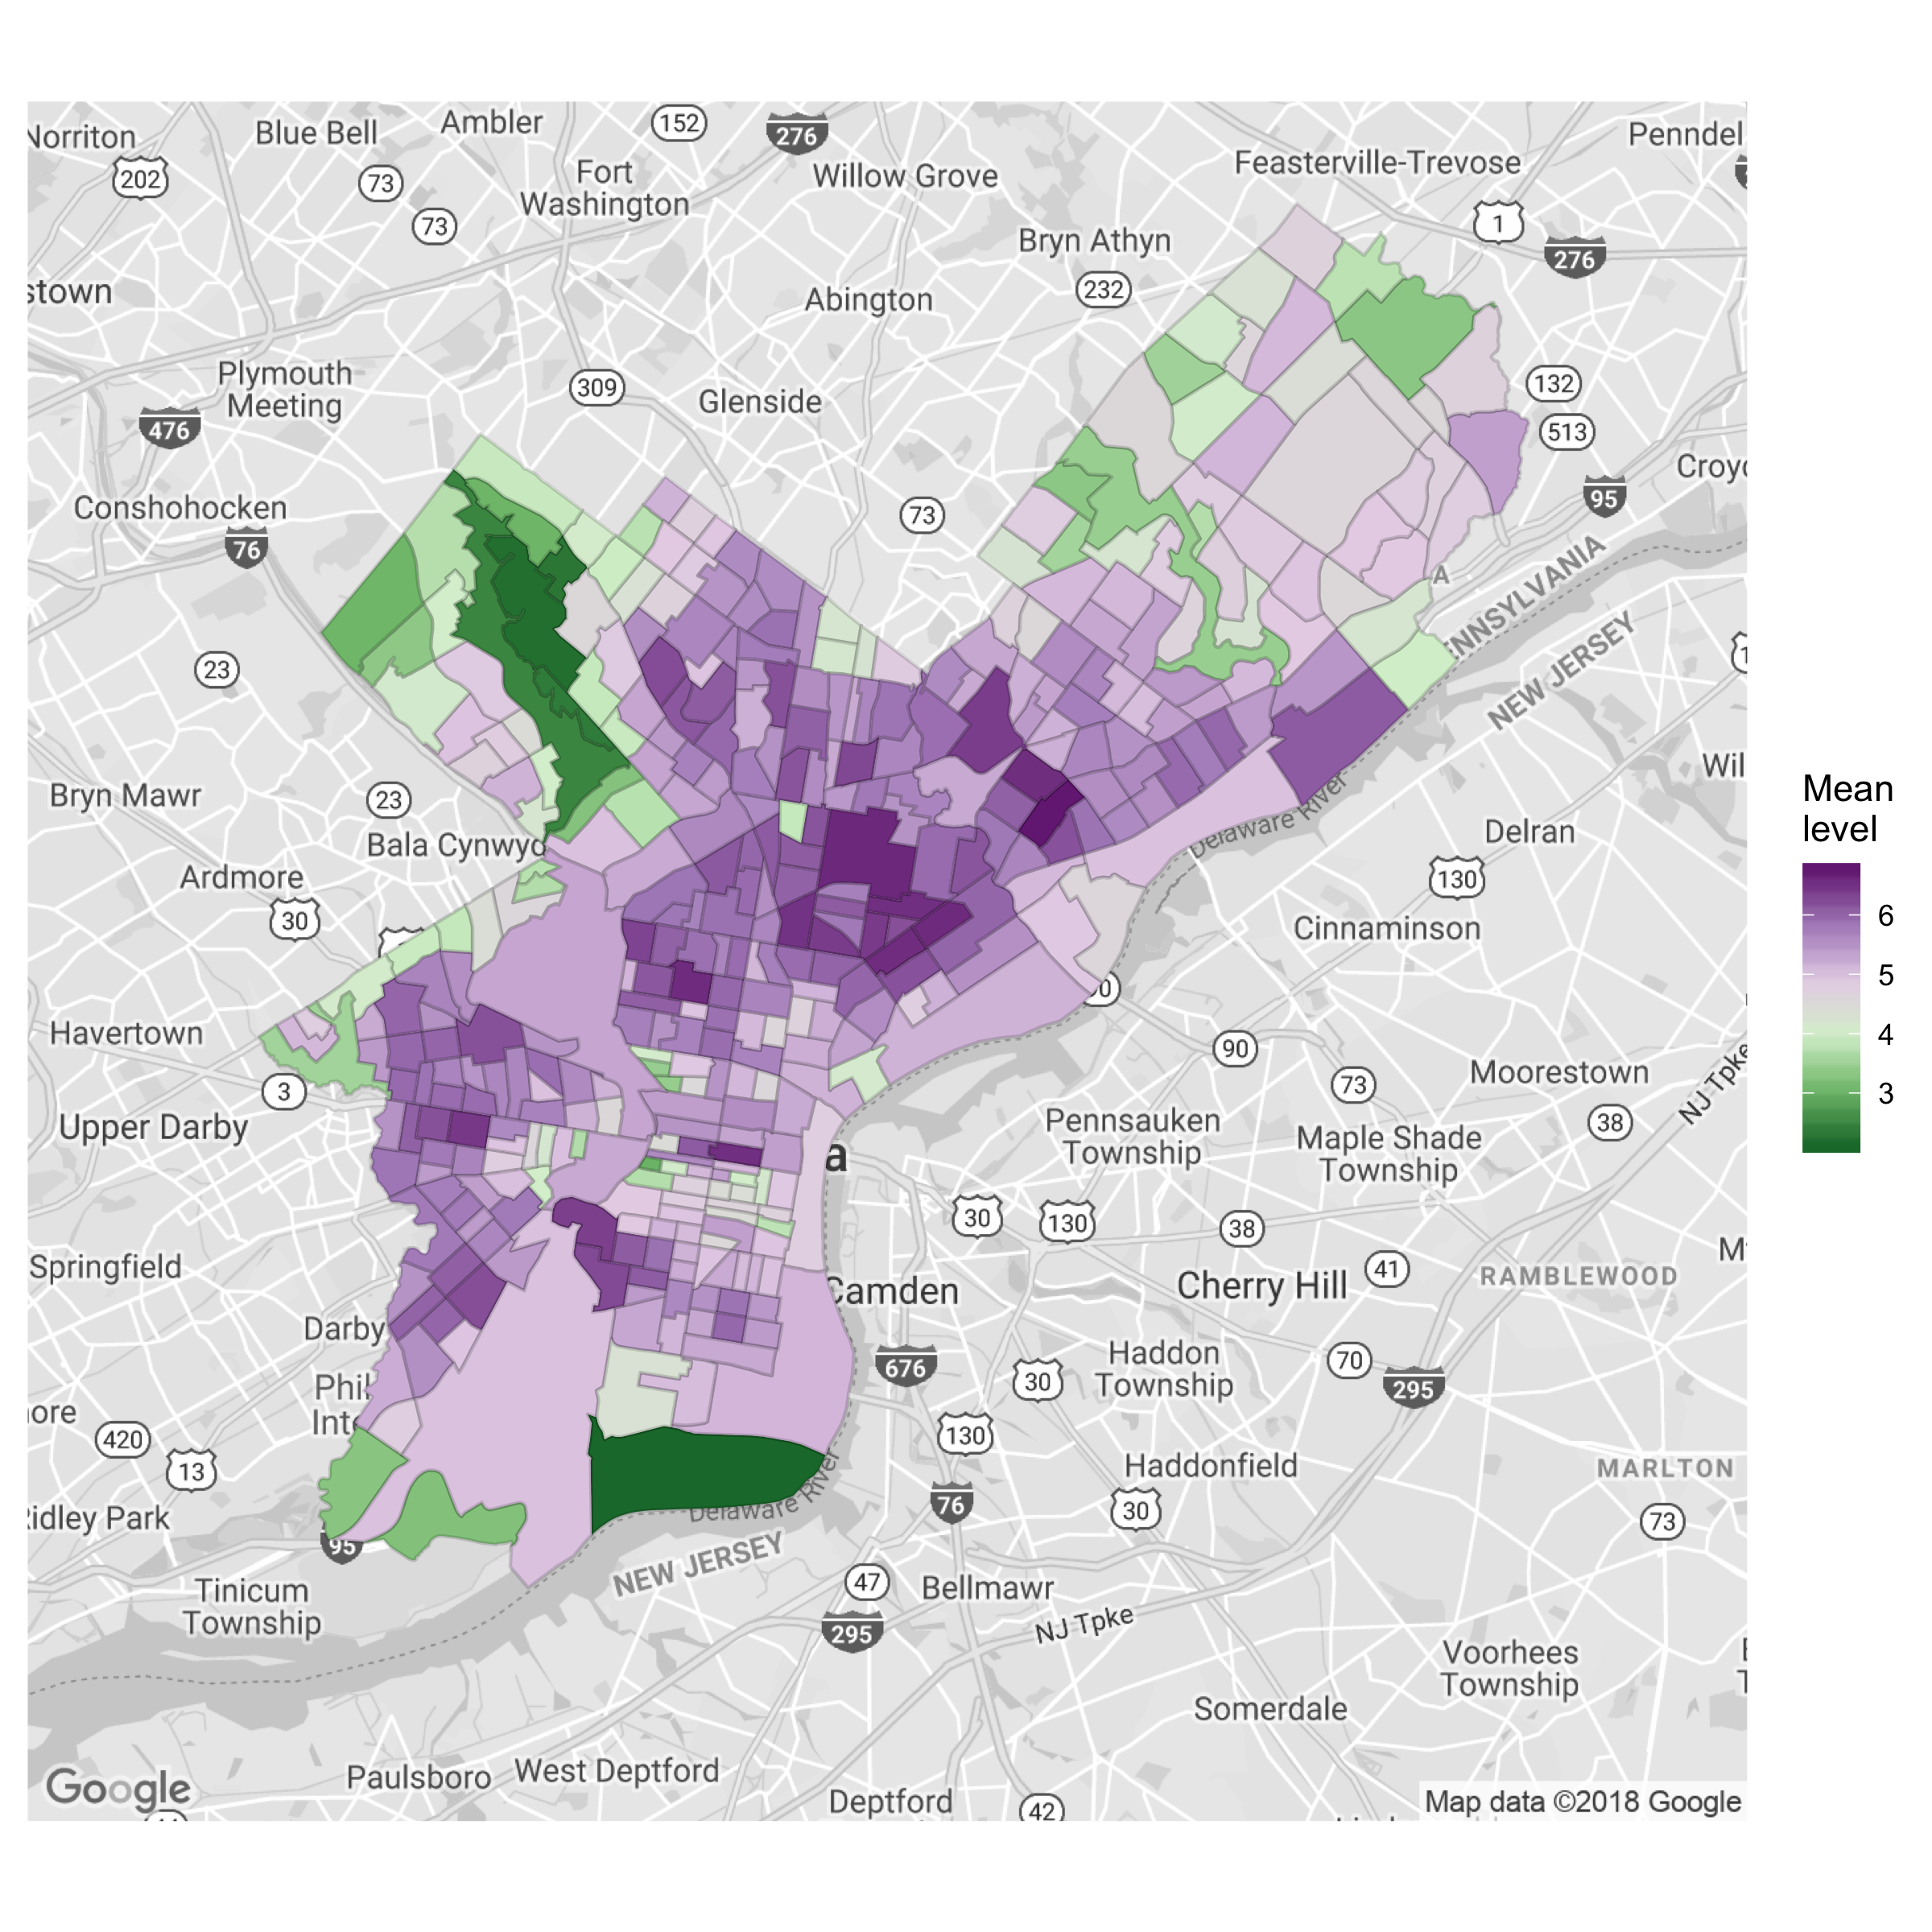 Norriton
Blue Bell
Ambler
152
276
Penndel
202
73
Fort
Washington
Willow Grove
Feasterville-Trevose
73
1
Bryn Athyn
276
stown
Abington
232
Plymouth
Meeting
309
Glenside
132
476
513
Croyd
Conshohocken
73
95
76
PENNSYLVANIA
A
23
NEW JERSEY
1
Bryn Mawr
23
Wil
Mean
level
Delaware River
Delran
Bala Cynwyd
Ardmore
130
30
6
Cinnaminson
5
90
Havertown
4
90
Moorestown
3
73
3
NJ Tpke
Upper Darby
Pennsauken
Township
38
Maple Shade
Township
a
30
130
38
Springfield
41
Camden
Cherry Hill
RAMBLEWOOD
Darby
676
Haddon
Township
70
295
Phil
Inte
30
ore
420
130
13
Haddonfield
MARLTON
Ridley Park
76
30
73
Delaware River
95
NEW JERSEY
Tinicum
Township
47
Bellmawr
295
NJ Tpke
Voorhees
Township
Somerdale
Google
Paulsboro
West Deptford
Deptford
42
Map data ©2018 Google